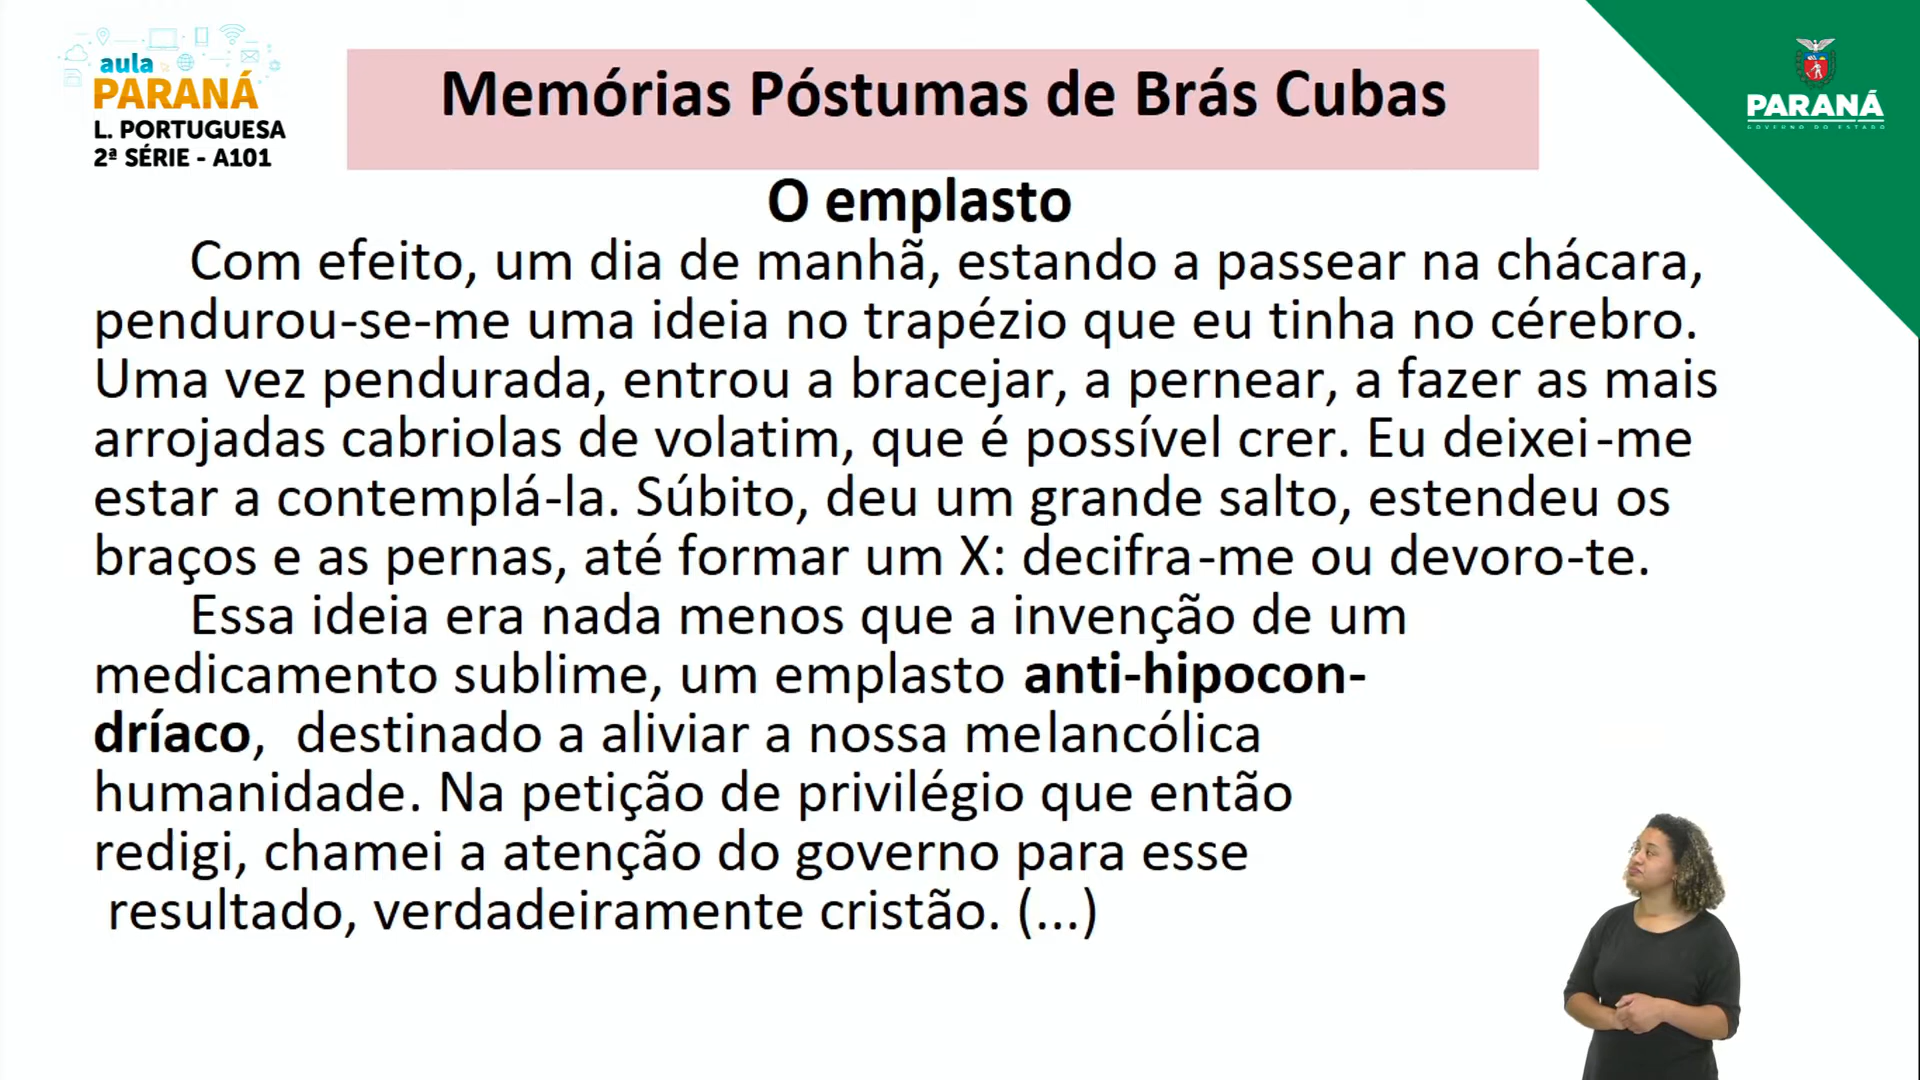 aula
PARANÁ
L. PORTUGUESA
2ª SÉRIE - A101
Memórias Póstumas de Brás Cubas
PARANÁ
GOVERNO DO ESTADO
O emplasto
Com efeito, um dia de manhã, estando a passear na chácara,
pendurou-se-me uma ideia no trapézio que eu tinha no cérebro.
Uma vez pendurada, entrou a bracejar, a pernear, a fazer as mais
arrojadas cabriolas de volatim, que é possível crer. Eu deixei-me
estar a contemplá-la. Súbito, deu um grande salto, estendeu os
braços e as pernas, até formar um X: decifra-me ou devoro-te.
Essa ideia era nada menos que a invenção de um
medicamento sublime, um emplasto anti-hipocon-
dríaco, destinado a aliviar a nossa melancólica
humanidade. Na petição de privilégio que então
redigi, chamei a atenção do governo para esse
resultado, verdadeiramente cristão. (...)